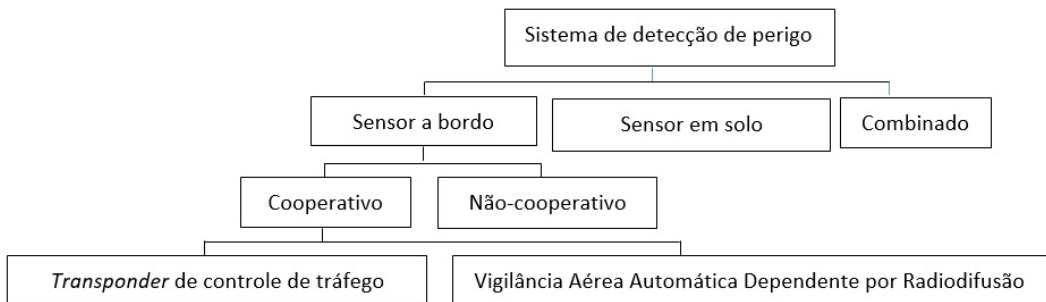 Sistema de detecção de perigo
Sensor a bordo
Sensor em solo
Combinado
Cooperativo
Não-cooperativo
Transponder de controle de tráfego
Vigilância Aérea Automática Dependente por Radiodifusão